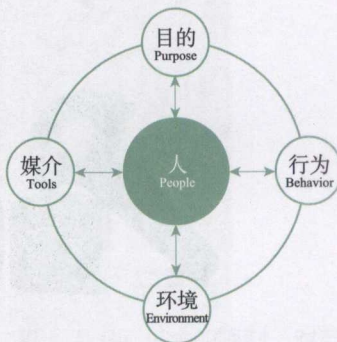 目的
Purpose
媒介
Tools
人
People
行为
Behavior
环境
Environment